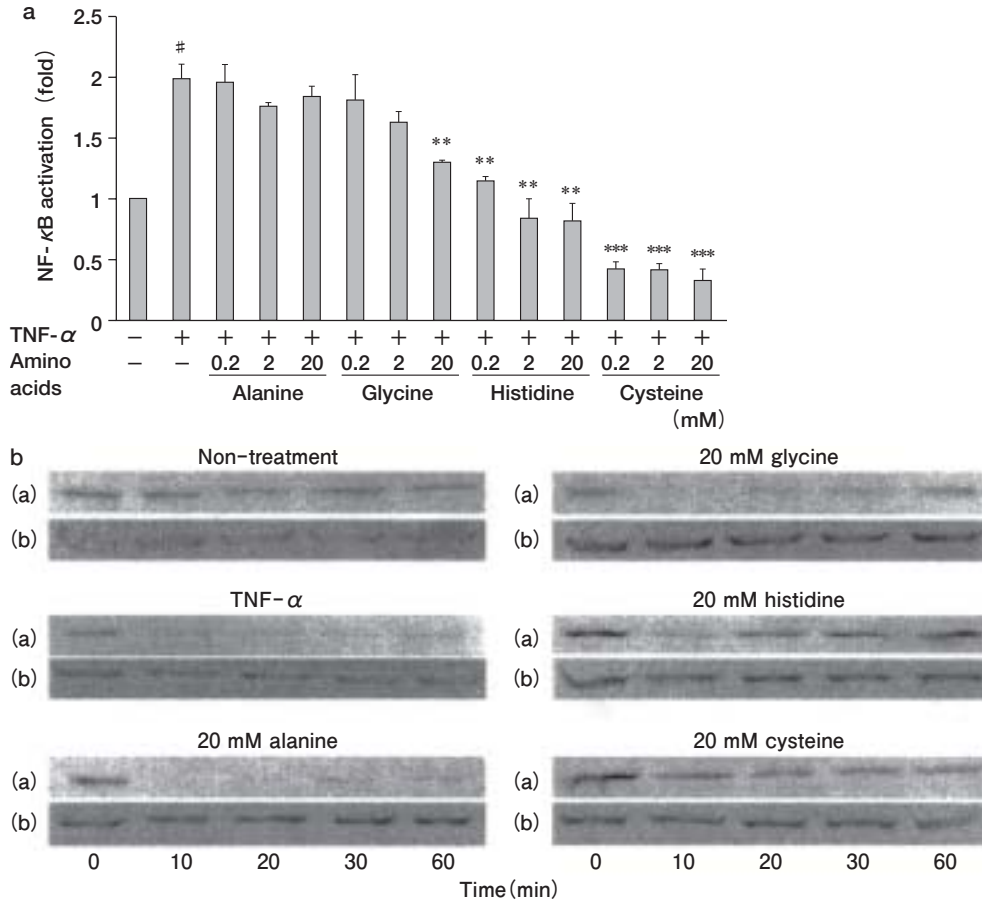 a
NF-κB activation (fold)
2.5
2
1.5
1
0.5
0
#
** ** ** **
*** *** ***
TNF-α − + + + + + + + + + + + + +
Amino acids − − 0.2 2 20 0.2 2 20 0.2 2 20 0.2 2 20
Alanine Glycine Histidine Cysteine
(mM)
b
Non-treatment
(a)
(b)
TNF-α
(a)
(b)
20 mM alanine
(a)
(b)
0 10 20 30 60
20 mM glycine
(a)
(b)
20 mM histidine
(a)
(b)
20 mM cysteine
(a)
(b)
0 10 20 30 60
Time(min)